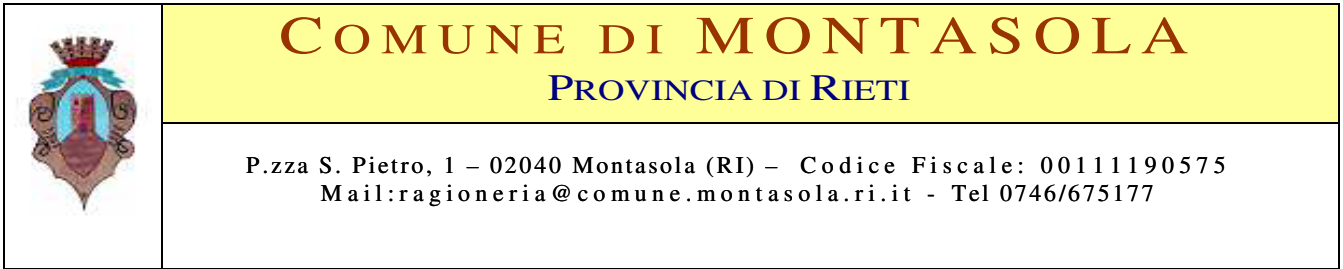 COMUNE DI MONTASOLA
PROVINCIA DI RIETI
P.zza S. Pietro, 1 – 02040 Montasola (RI) – Codice Fiscale: 00111190575
Mail:ragioneria@comune.montasola.ri.it - Tel 0746/675177